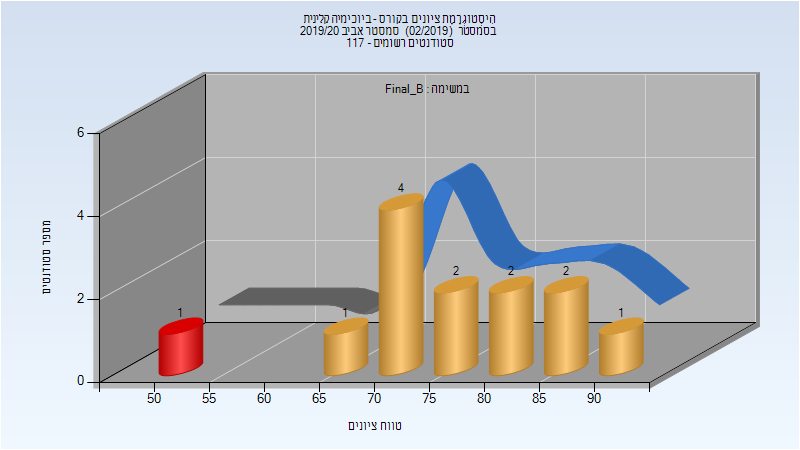 היסטוגרמת ציונים בקורס - ביוכימיה קלינית
בסמסטר (02/2019) סמסטר אביב 2019/20
סטודנטים רשומים - 117
במשימה : Final_B
6
4
2
0
מספר סטודנטים
1
1
4
2
2
2
1
50 55 60 65 70 75 80 85 90
טווח ציונים